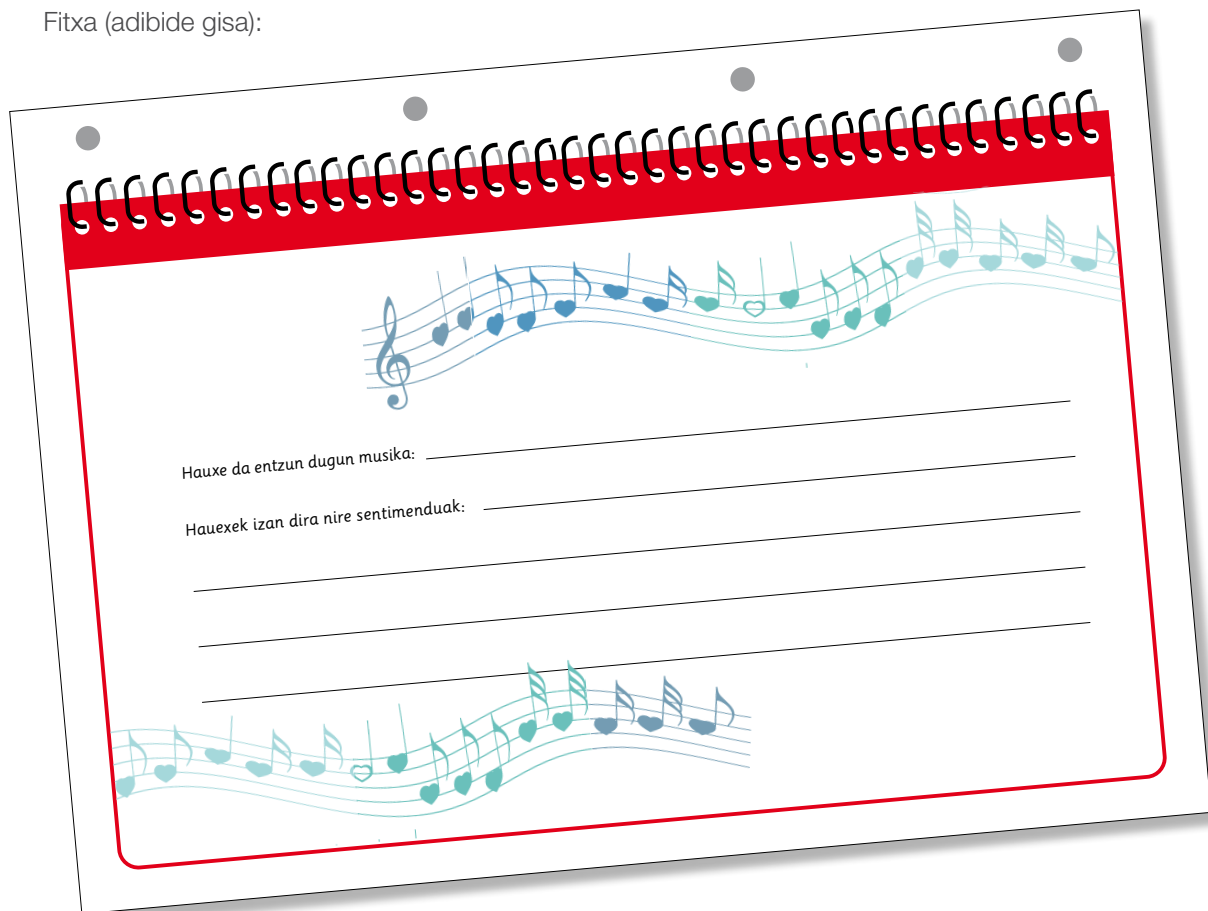 Fitxa (adibide gisa):
Hauxe da entzun dugun musika:
Hauexek izan dira nire sentimenduak: